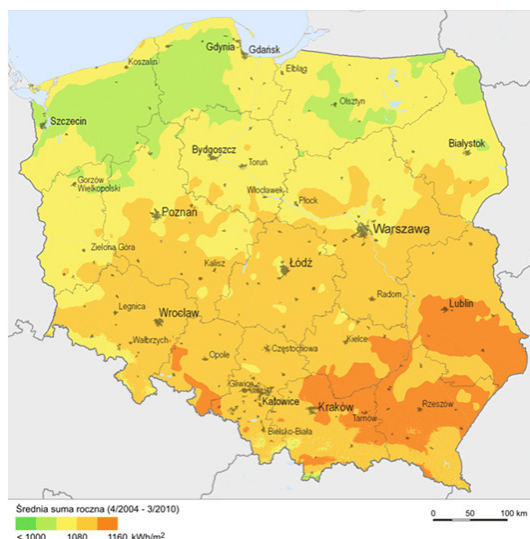 Gdynia
Gdańsk
Koszalin
Elbląg
Olsztyn
Szczecin
Białystok
Bydgoszcz
Toruń
Gorzów
Wielkopolski
Włocławek
Płock
Poznań
Warszawa
Zielona Góra
Kalisz
Łódź
Radom
Legnica
Lublin
Wrocław
Wałbrzych
Kielce
Opole
Częstochowa
Gliwice
Katowice
Kraków
Tarnów
Rzeszów
Bielsko-Biała
Średnia suma roczna (4/2004 - 3/2010)
0 50 100 km
< 1000 1080 1160 kWh/m²